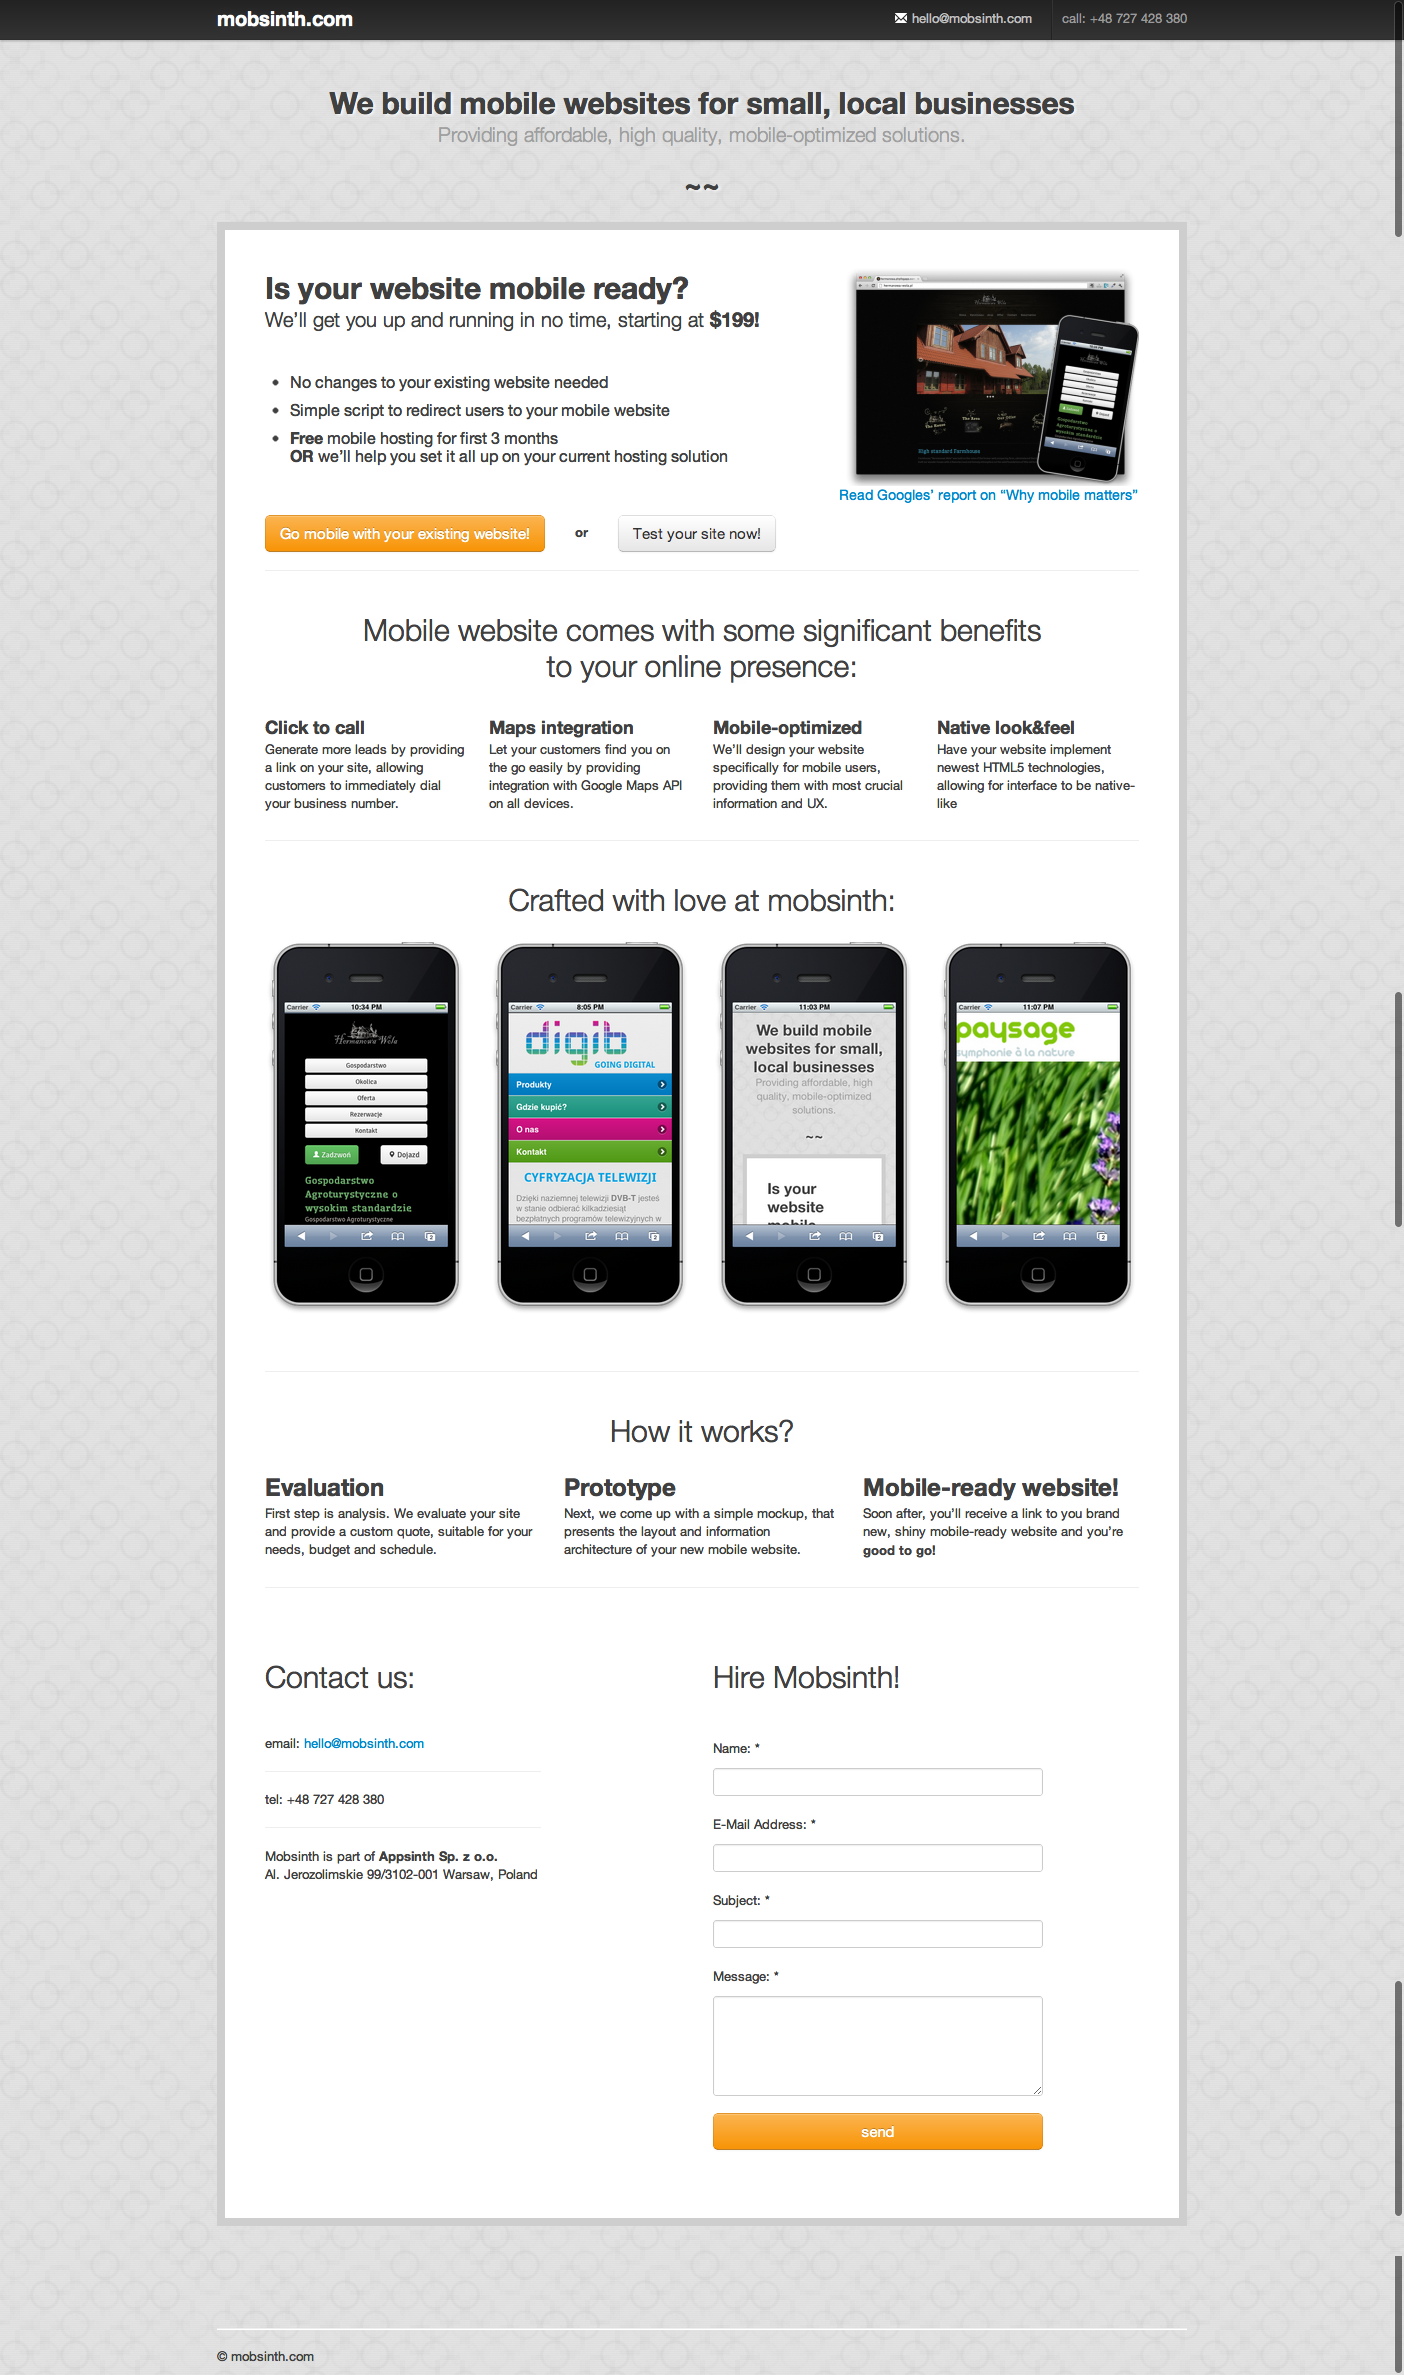 mobsinth.com
hello@mobsinth.com
call: +48 727 428 380
We build mobile websites for small, local businesses
Providing affordable, high quality, mobile-optimized solutions.
~~
Is your website mobile ready?
We'll get you up and running in no time, starting at $199!
No changes to your existing website needed
Simple script to redirect users to your mobile website
Free mobile hosting for first 3 months
OR we'll help you set it all up on your current hosting solution
Read Googles' report on "Why mobile matters"
Go mobile with your existing website!
or
Test your site now!
Mobile website comes with some significant benefits
to your online presence:
Click to call
Generate more leads by providing
a link on your site, allowing
customers to immediately dial
your business number.
Maps integration
Let your customers find you on
the go easily by providing
integration with Google Maps API
on all devices.
Mobile-optimized
We'll design your website
specifically for mobile users,
providing them with most crucial
information and UX.
Native look&feel
Have your website implement
newest HTML5 technologies,
allowing for interface to be native-
like
Crafted with love at mobsinth:
Carrier 10:34 PM
Hermanowa Wola
Gospodarstwo
Okolica
Oferta
Rezerwacje
Kontakt
Zadzwoń
Dojazd
Gospodarstwo
Agroturystyczne o
wysokim standardzie
Gospodarstwo Agroturystyczne
Carrier 8:05 PM
digib
GOING DIGITAL
Produkty
Gdzie kupić?
O nas
Kontakt
CYFRYZACJA TELEWIZJI
Dzięki naziemnej telewizji DVB-T jesteś
w stanie odbierać kilkadziesiąt
bezpłatnych programów telewizyjnych w
Carrier 11:03 PM
We build mobile
websites for small,
local businesses
Providing affordable, high
quality, mobile-optimized
solutions.
~~
Is your
website
mobile
Carrier 11:07 PM
paysage
symphonie à la nature
How it works?
Evaluation
First step is analysis. We evaluate your site
and provide a custom quote, suitable for your
needs, budget and schedule.
Prototype
Next, we come up with a simple mockup, that
presents the layout and information
architecture of your new mobile website.
Mobile-ready website!
Soon after, you'll receive a link to you brand
new, shiny mobile-ready website and you're
good to go!
Contact us:
email: hello@mobsinth.com
tel: +48 727 428 380
Mobsinth is part of Appsinth Sp. z o.o.
Al. Jerozolimskie 99/3102-001 Warsaw, Poland
Hire Mobsinth!
Name: *
E-Mail Address: *
Subject: *
Message: *
send
© mobsinth.com